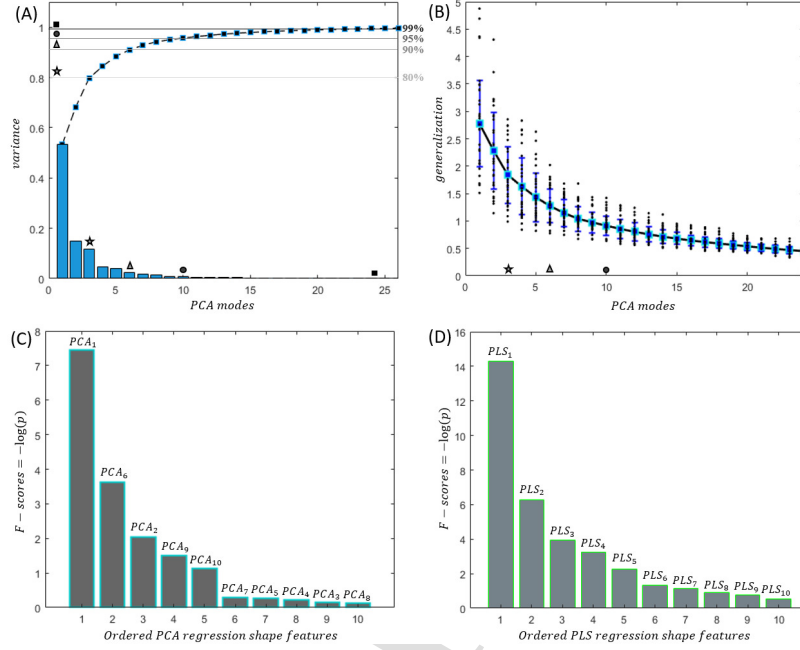 (A)
1
0.8
0.6
0.4
0.2
0
variance
99%
95%
90%
80%
0 5 10 15 20 25
PCA modes
(B)
5
4.5
4
3.5
3
2.5
2
1.5
1
0.5
0
generalization
0 5 10 15 20
PCA modes
(C)
8
7
6
5
4
3
2
1
0
F − scores = −log(p)
PCA₁
PCA₆
PCA₂
PCA₉
PCA₁₀
PCA₇ PCA₅ PCA₄ PCA₃ PCA₈
1 2 3 4 5 6 7 8 9 10
Ordered PCA regression shape features
(D)
16
14
12
10
8
6
4
2
0
F − scores = −log(p)
PLS₁
PLS₂
PLS₃
PLS₄
PLS₅
PLS₆
PLS₇
PLS₈ PLS₉ PLS₁₀
1 2 3 4 5 6 7 8 9 10
Ordered PLS regression shape features